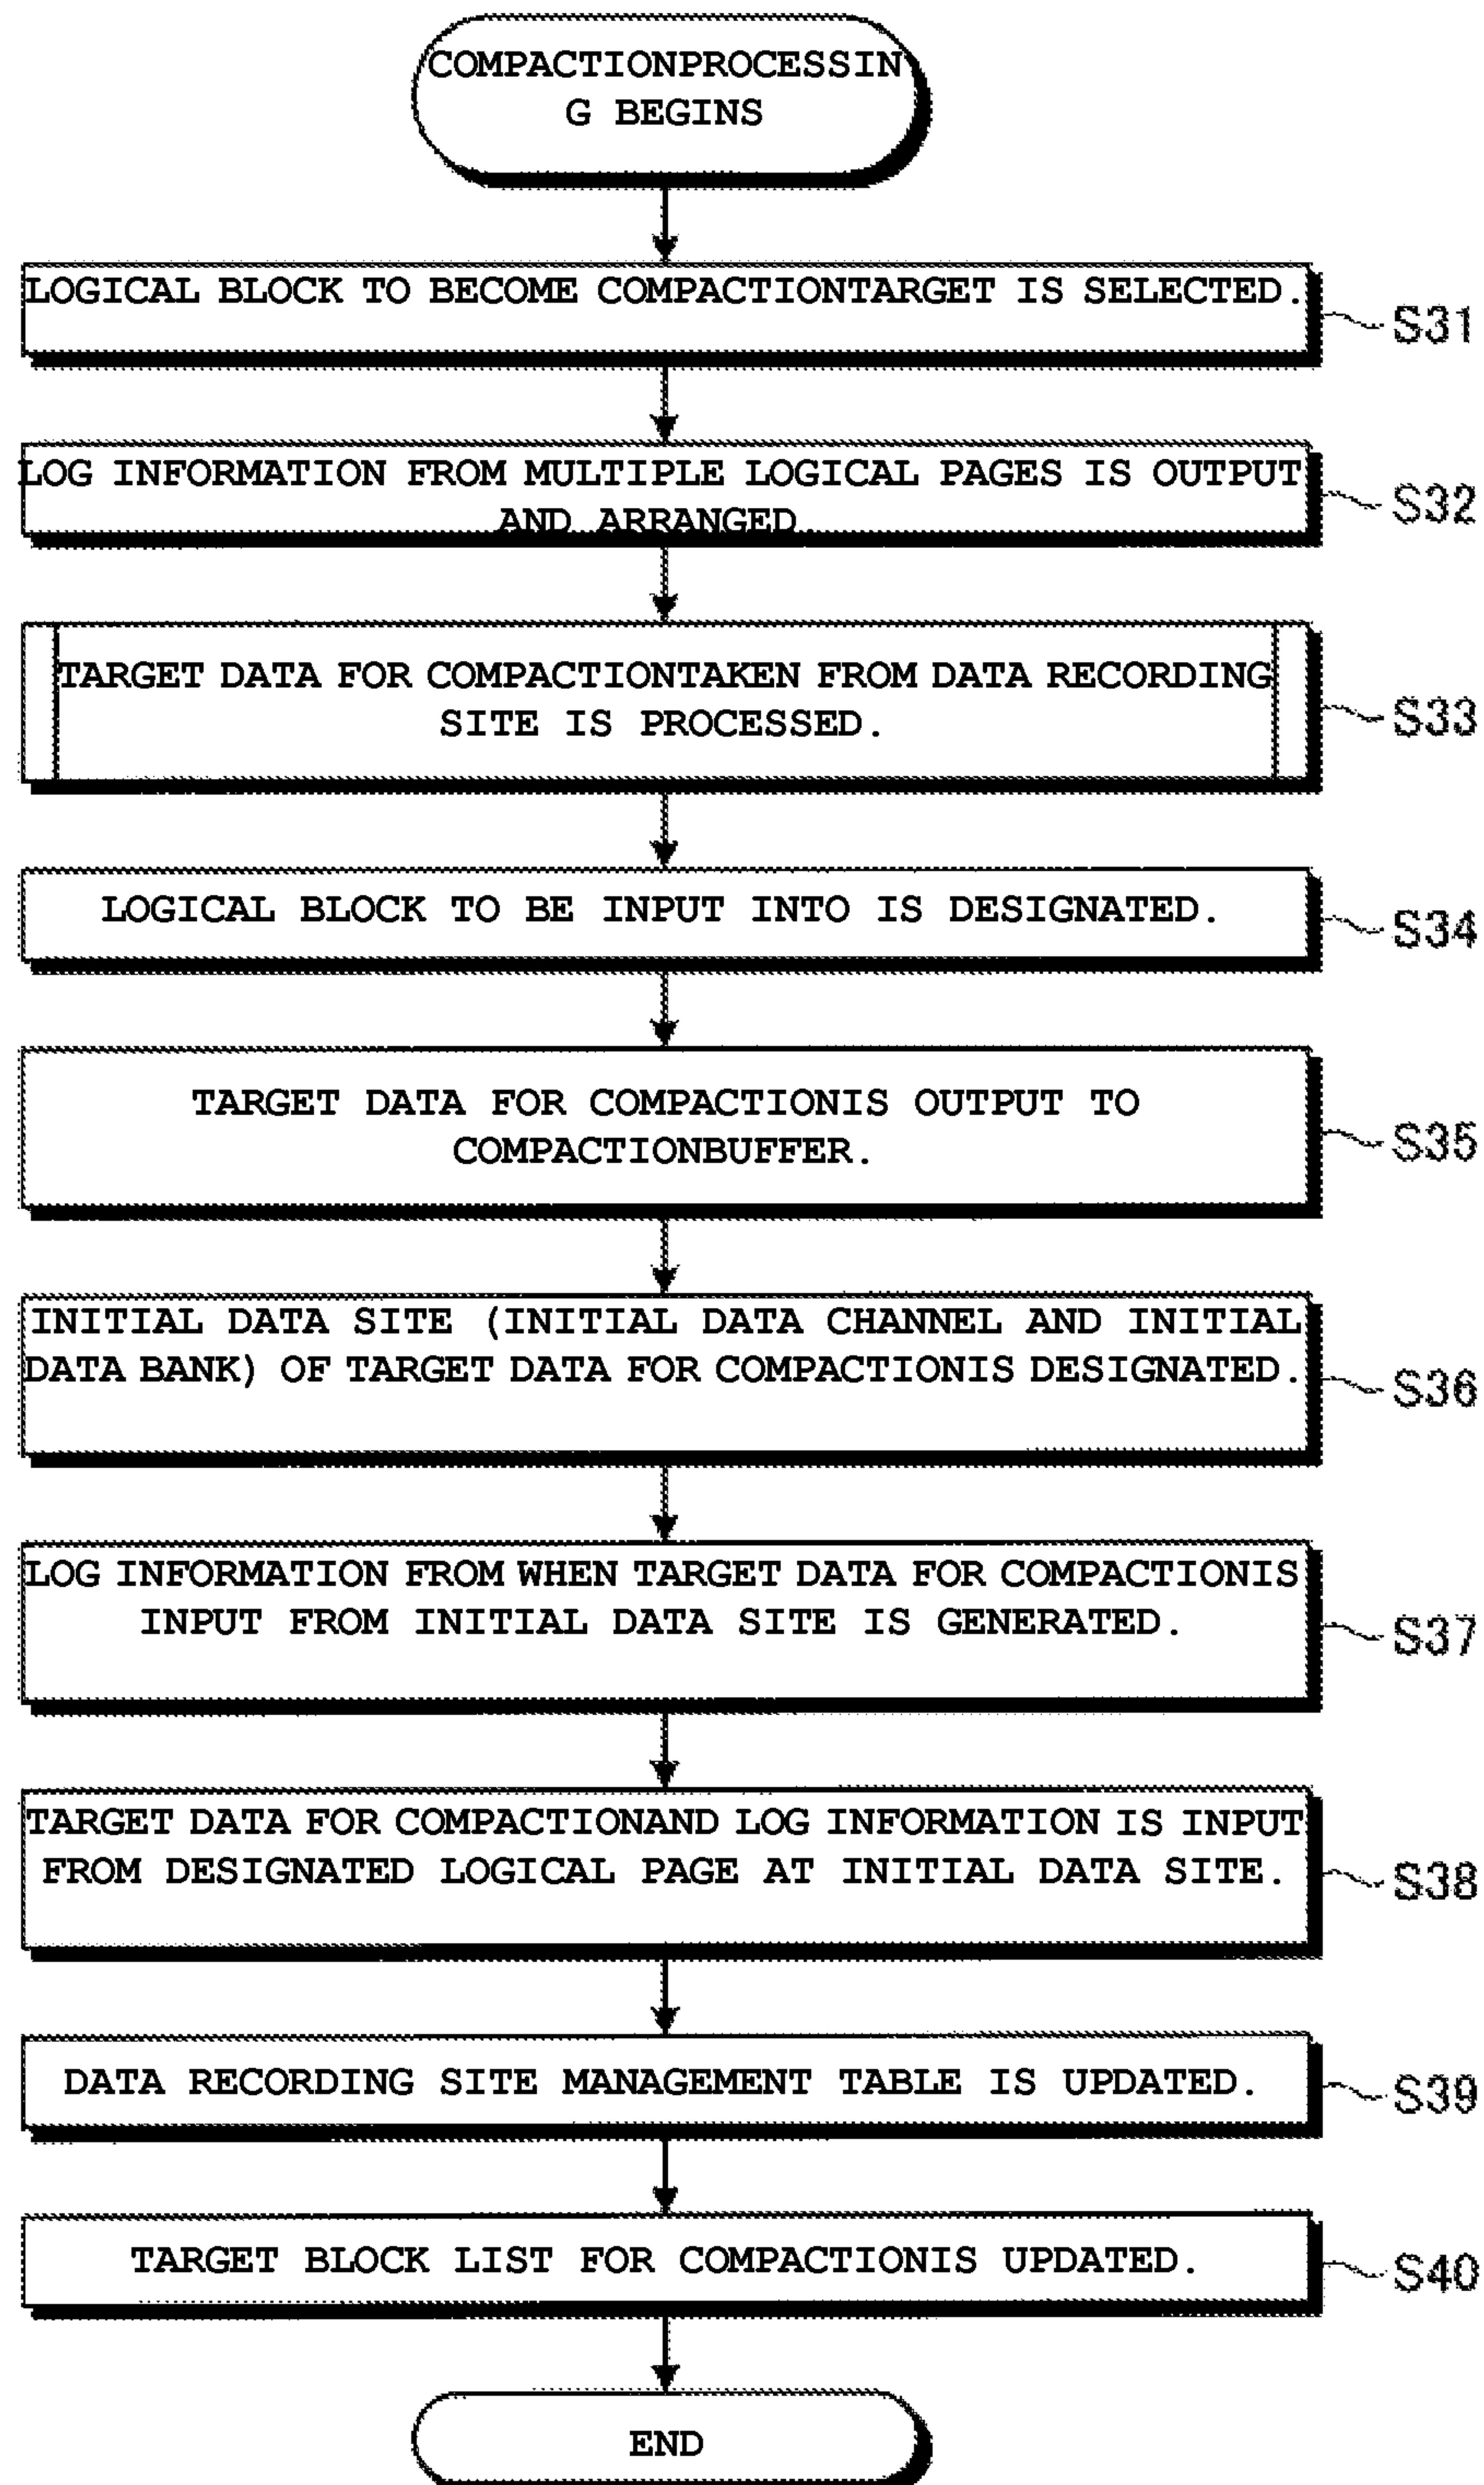 COMPACTIONPROCESSIN
G BEGINS
LOGICAL BLOCK TO BECOME COMPACTIONTARGET IS SELECTED.
S31
LOG INFORMATION FROM MULTIPLE LOGICAL PAGES IS OUTPUT
AND ARRANGED.
S32
TARGET DATA FOR COMPACTIONTAKEN FROM DATA RECORDING
SITE IS PROCESSED.
S33
LOGICAL BLOCK TO BE INPUT INTO IS DESIGNATED.
S34
TARGET DATA FOR COMPACTIONIS OUTPUT TO
COMPACTIONBUFFER.
S35
INITIAL DATA SITE (INITIAL DATA CHANNEL AND INITIAL
DATA BANK) OF TARGET DATA FOR COMPACTIONIS DESIGNATED.
S36
LOG INFORMATION FROM WHEN TARGET DATA FOR COMPACTIONIS
INPUT FROM INITIAL DATA SITE IS GENERATED.
S37
TARGET DATA FOR COMPACTIONAND LOG INFORMATION IS INPUT
FROM DESIGNATED LOGICAL PAGE AT INITIAL DATA SITE.
S38
DATA RECORDING SITE MANAGEMENT TABLE IS UPDATED.
S39
TARGET BLOCK LIST FOR COMPACTIONIS UPDATED.
S40
END